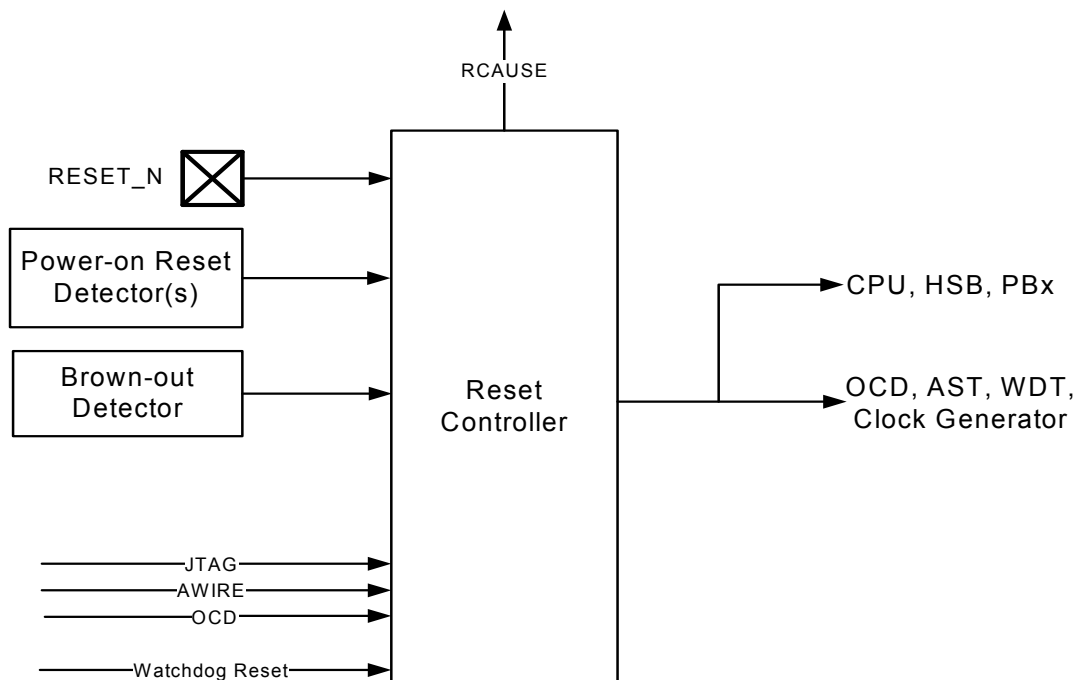 RCAUSE
RESET_N
Power-on Reset
Detector(s)
Brown-out
Detector
Reset
Controller
CPU, HSB, PBx
OCD, AST, WDT,
Clock Generator
JTAG
AWIRE
OCD
Watchdog Reset